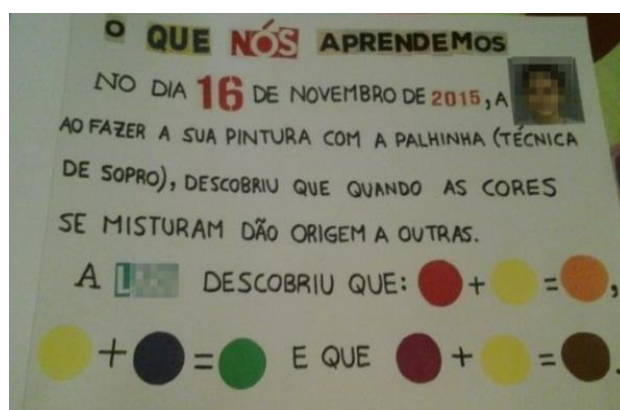 O QUE NÓS APRENDEMOS
NO DIA 16 DE NOVEMBRO DE 2015, A
AO FAZER A SUA PINTURA COM A PALHINHA (TÉCNICA
DE SOPRO), DESCOBRIU QUE QUANDO AS CORES
SE MISTURAM DÃO ORIGEM A OUTRAS.
A L DESCOBRIU QUE: + = ,
+ = E QUE + = .